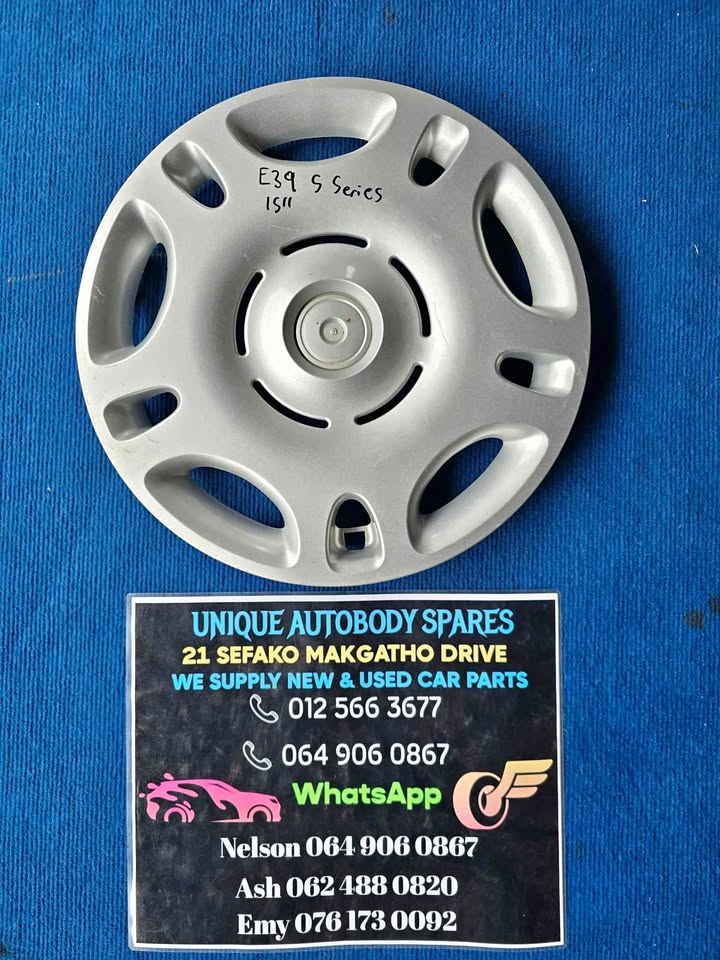 E39 5 Series
15"
UNIQUE AUTOBODY SPARES
21 SEFAKO MAKGATHO DRIVE
WE SUPPLY NEW & USED CAR PARTS
012 566 3677
064 906 0867
WhatsApp
Nelson 064 906 0867
Ash 062 488 0820
Emy 076 173 0092